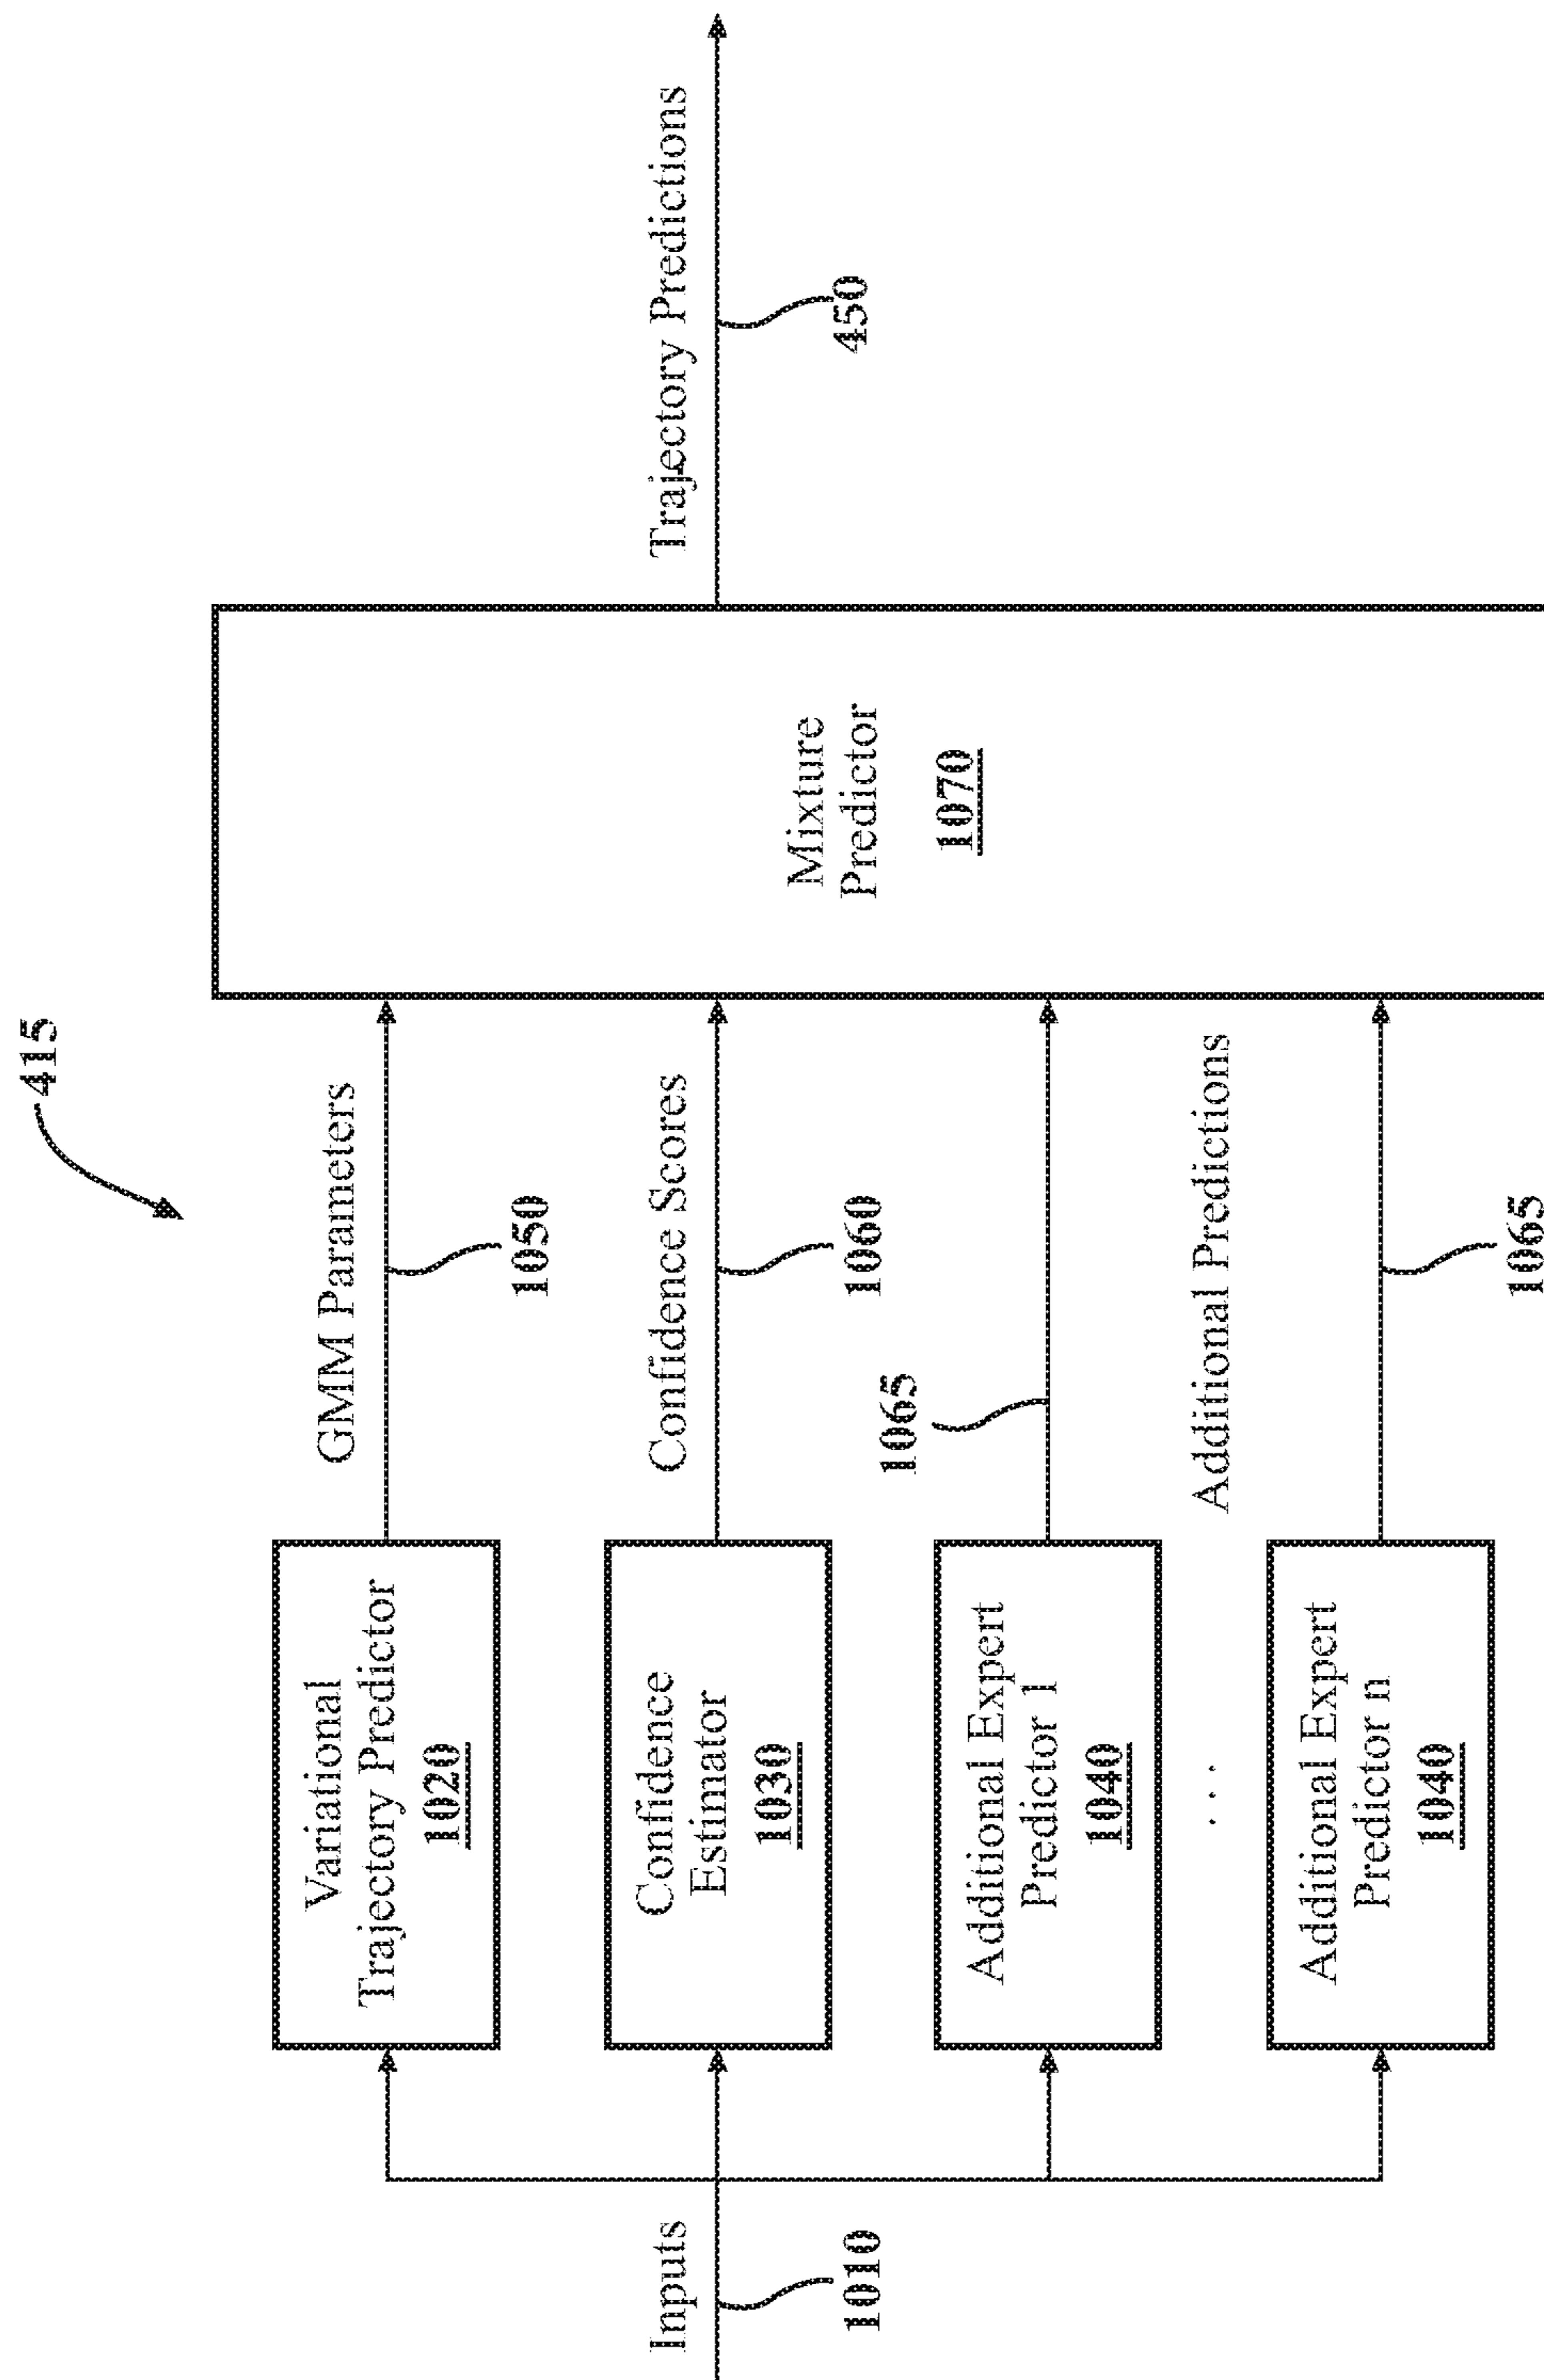 415
Inputs
1010
Variational
Trajectory Predictor
1020
GMM Parameters
1050
Confidence
Estimator
1030
Confidence Scores
1060
Additional Expert
Predictor 1
1040
1065
. . .
Additional Predictions
Additional Expert
Predictor n
1040
1065
Mixture
Predictor
1070
Trajectory Predictions
450